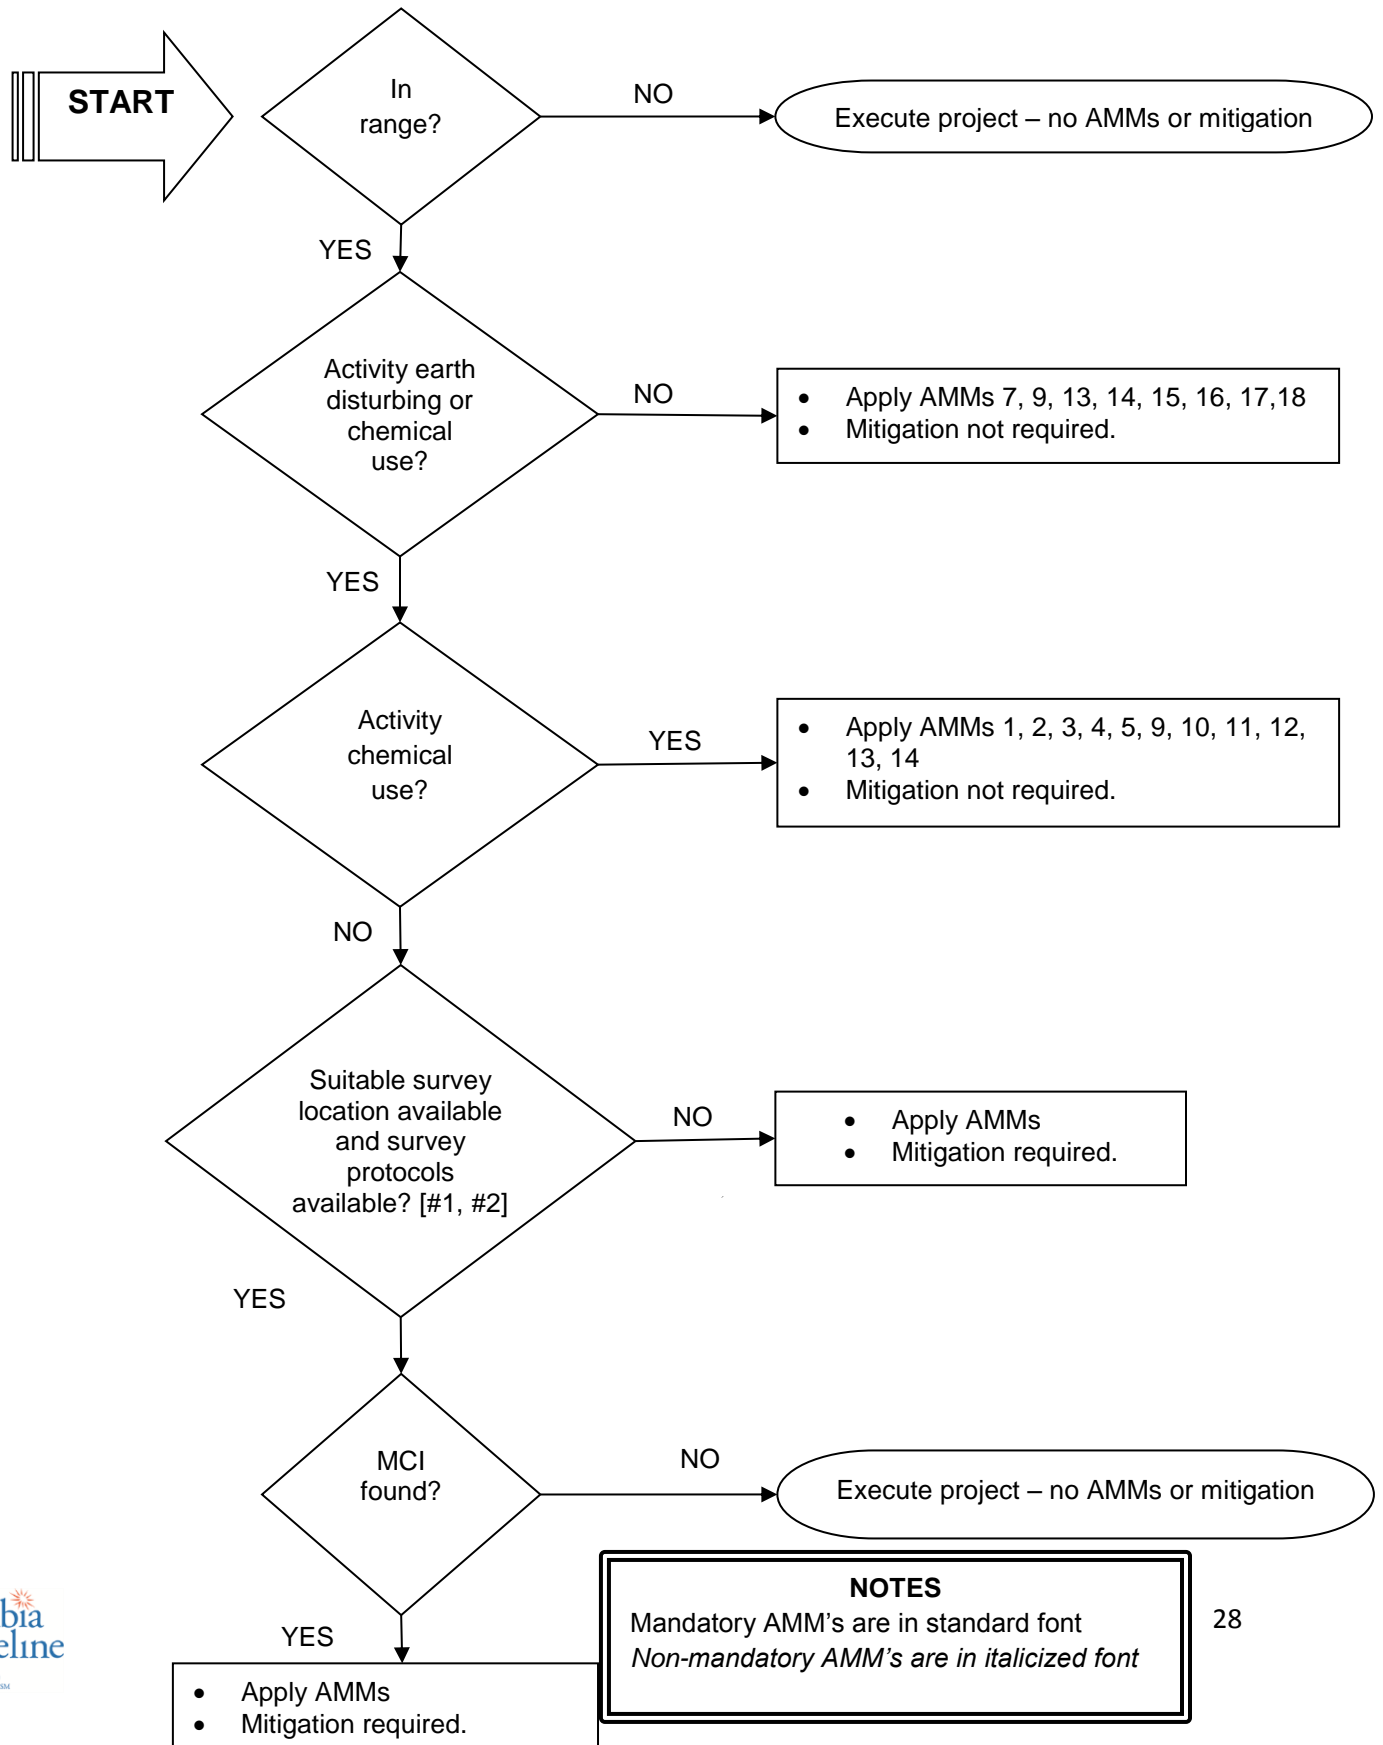 START
In
range?
NO
Execute project – no AMMs or mitigation
YES
Activity earth
disturbing or
chemical
use?
NO
• Apply AMMs 7, 9, 13, 14, 15, 16, 17,18
• Mitigation not required.
YES
Activity
chemical
use?
YES
• Apply AMMs 1, 2, 3, 4, 5, 9, 10, 11, 12,
13, 14
• Mitigation not required.
NO
Suitable survey
location available
and survey
protocols
available? [#1, #2]
NO
• Apply AMMs
• Mitigation required.
YES
MCI
found?
NO
Execute project – no AMMs or mitigation
YES
• Apply AMMs
• Mitigation required.
NOTES
Mandatory AMM's are in standard font
Non-mandatory AMM's are in italicized font
28
bia
eline
SM